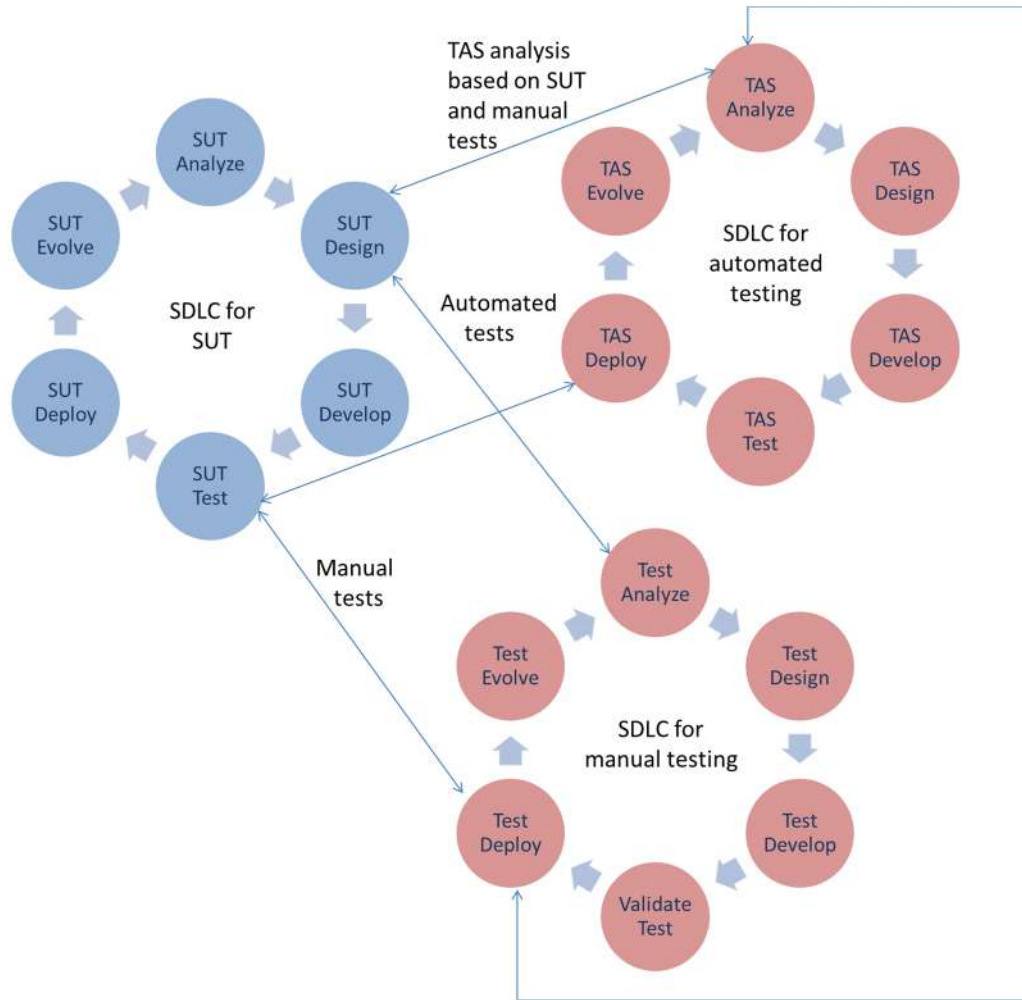 TAS analysis
based on SUT
and manual
tests
SUT
Analyze
SUT
Design
SUT
Develop
SUT
Test
SUT
Deploy
SUT
Evolve
SDLC for
SUT
TAS
Analyze
TAS
Design
TAS
Develop
TAS
Test
TAS
Deploy
TAS
Evolve
SDLC for
automated
testing
Automated
tests
Manual
tests
Test
Analyze
Test
Design
Test
Develop
Validate
Test
Test
Deploy
Test
Evolve
SDLC for
manual testing